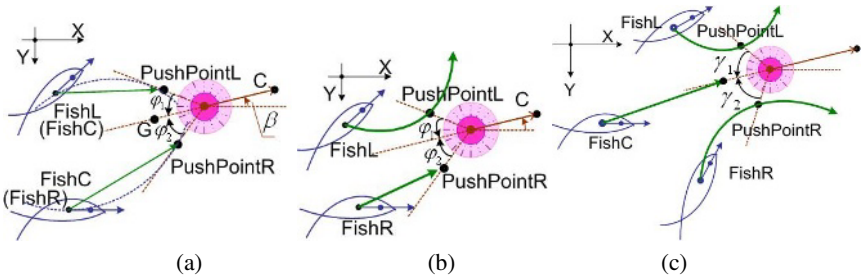 X
Y
PushPointL
C
FishL
(FishC)
φ₁
G
φ₂
β
PushPointR
FishC
(FishR)
(a)
X
Y
PushPointL
C
φ₁
FishL
φ₂
PushPointR
FishR
(b)
FishL
X
Y
PushPointL
γ₁
γ₂
FishC
PushPointR
FishR
(c)